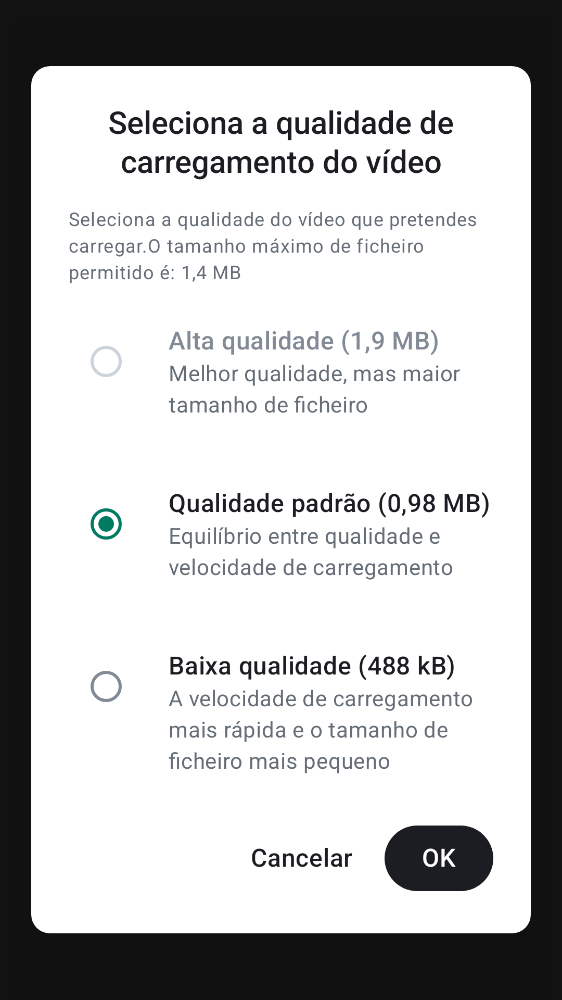 Seleciona a qualidade de
carregamento do vídeo
Seleciona a qualidade do vídeo que pretendes
carregar.O tamanho máximo de ficheiro
permitido é: 1,4 MB
Alta qualidade (1,9 MB)
Melhor qualidade, mas maior
tamanho de ficheiro
Qualidade padrão (0,98 MB)
Equilíbrio entre qualidade e
velocidade de carregamento
Baixa qualidade (488 kB)
A velocidade de carregamento
mais rápida e o tamanho de
ficheiro mais pequeno
Cancelar
OK